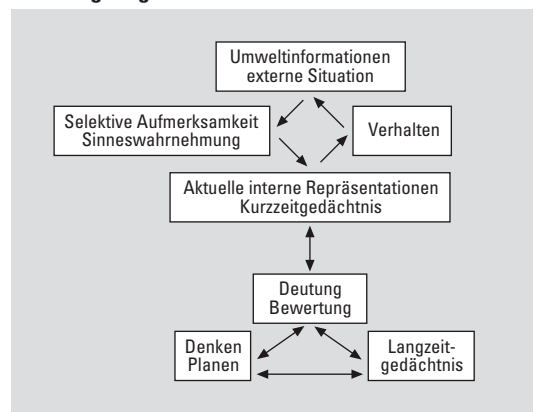 Umweltinformationen
externe Situation
Selektive Aufmerksamkeit
Sinneswahrnehmung
Verhalten
Aktuelle interne Repräsentationen
Kurzzeitgedächtnis
Deutung
Bewertung
Denken
Planen
Langzeit-
gedächtnis